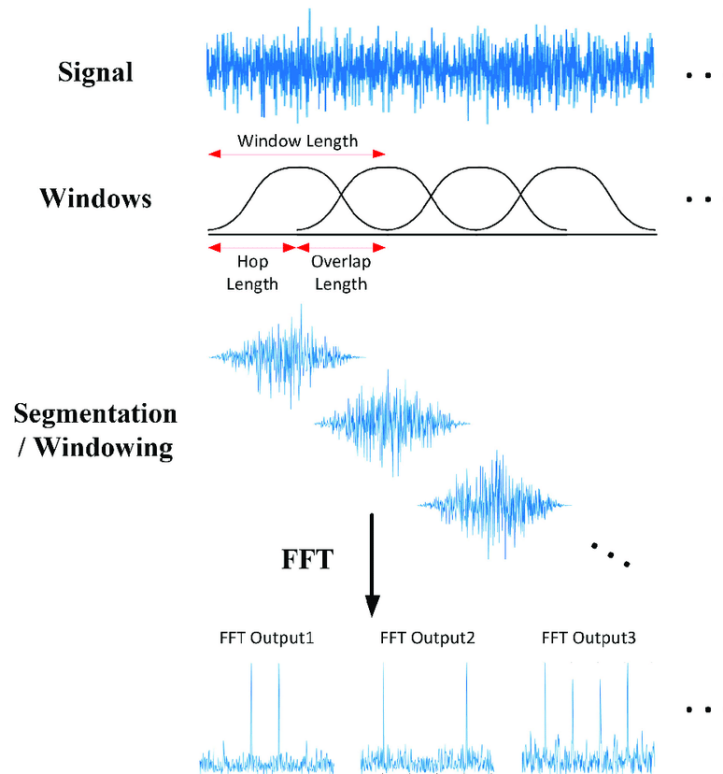 Signal
Window Length
Windows
Hop Length
Overlap Length
Segmentation
/ Windowing
FFT
FFT Output1
FFT Output2
FFT Output3